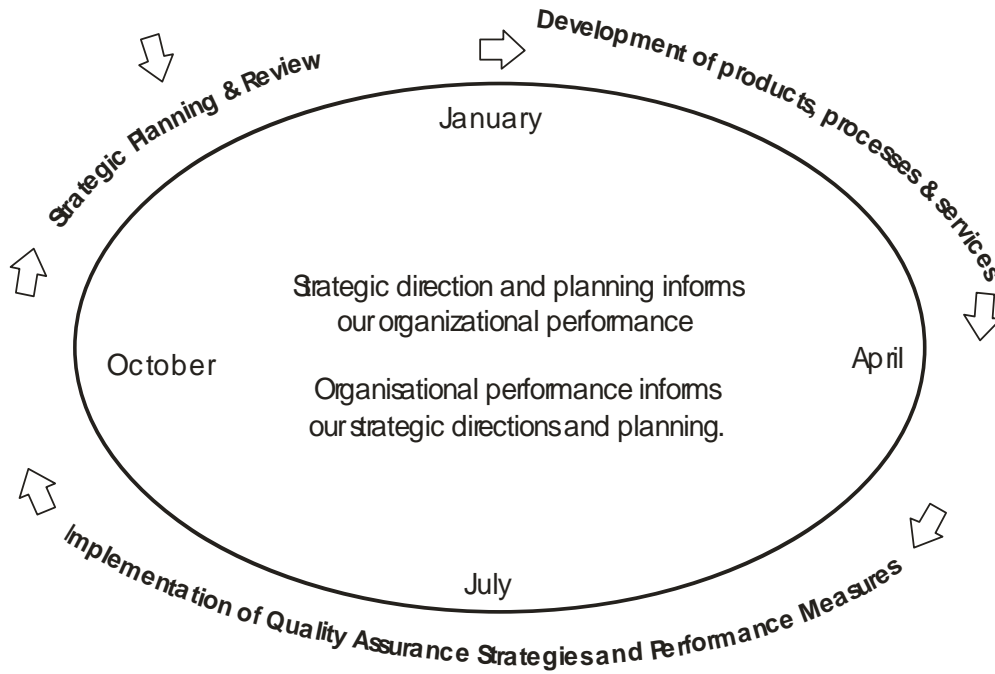 Development of products, processes & services
Strategic Planning & Review
January
Strategic direction and planning informs
our organizational performance
October
April
Organisational performance informs
our strategic directions and planning.
July
Implementation of Quality Assurance Strategies and Performance Measures